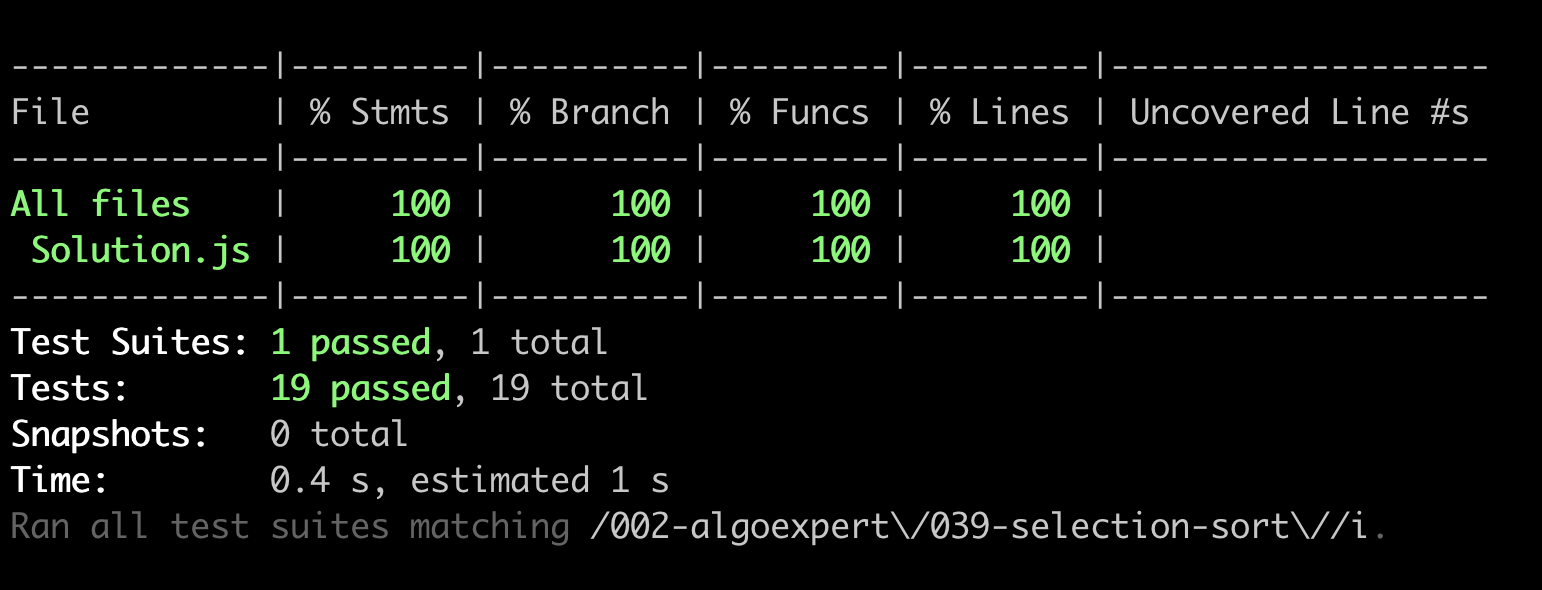 -------------|---------|----------|---------|---------|-------------------
File         | % Stmts | % Branch | % Funcs | % Lines | Uncovered Line #s
-------------|---------|----------|---------|---------|-------------------
All files    |     100 |      100 |     100 |     100 |
 Solution.js |     100 |      100 |     100 |     100 |
-------------|---------|----------|---------|---------|-------------------
Test Suites: 1 passed, 1 total
Tests:       19 passed, 19 total
Snapshots:   0 total
Time:        0.4 s, estimated 1 s
Ran all test suites matching /002-algoexpert\/039-selection-sort\//i.